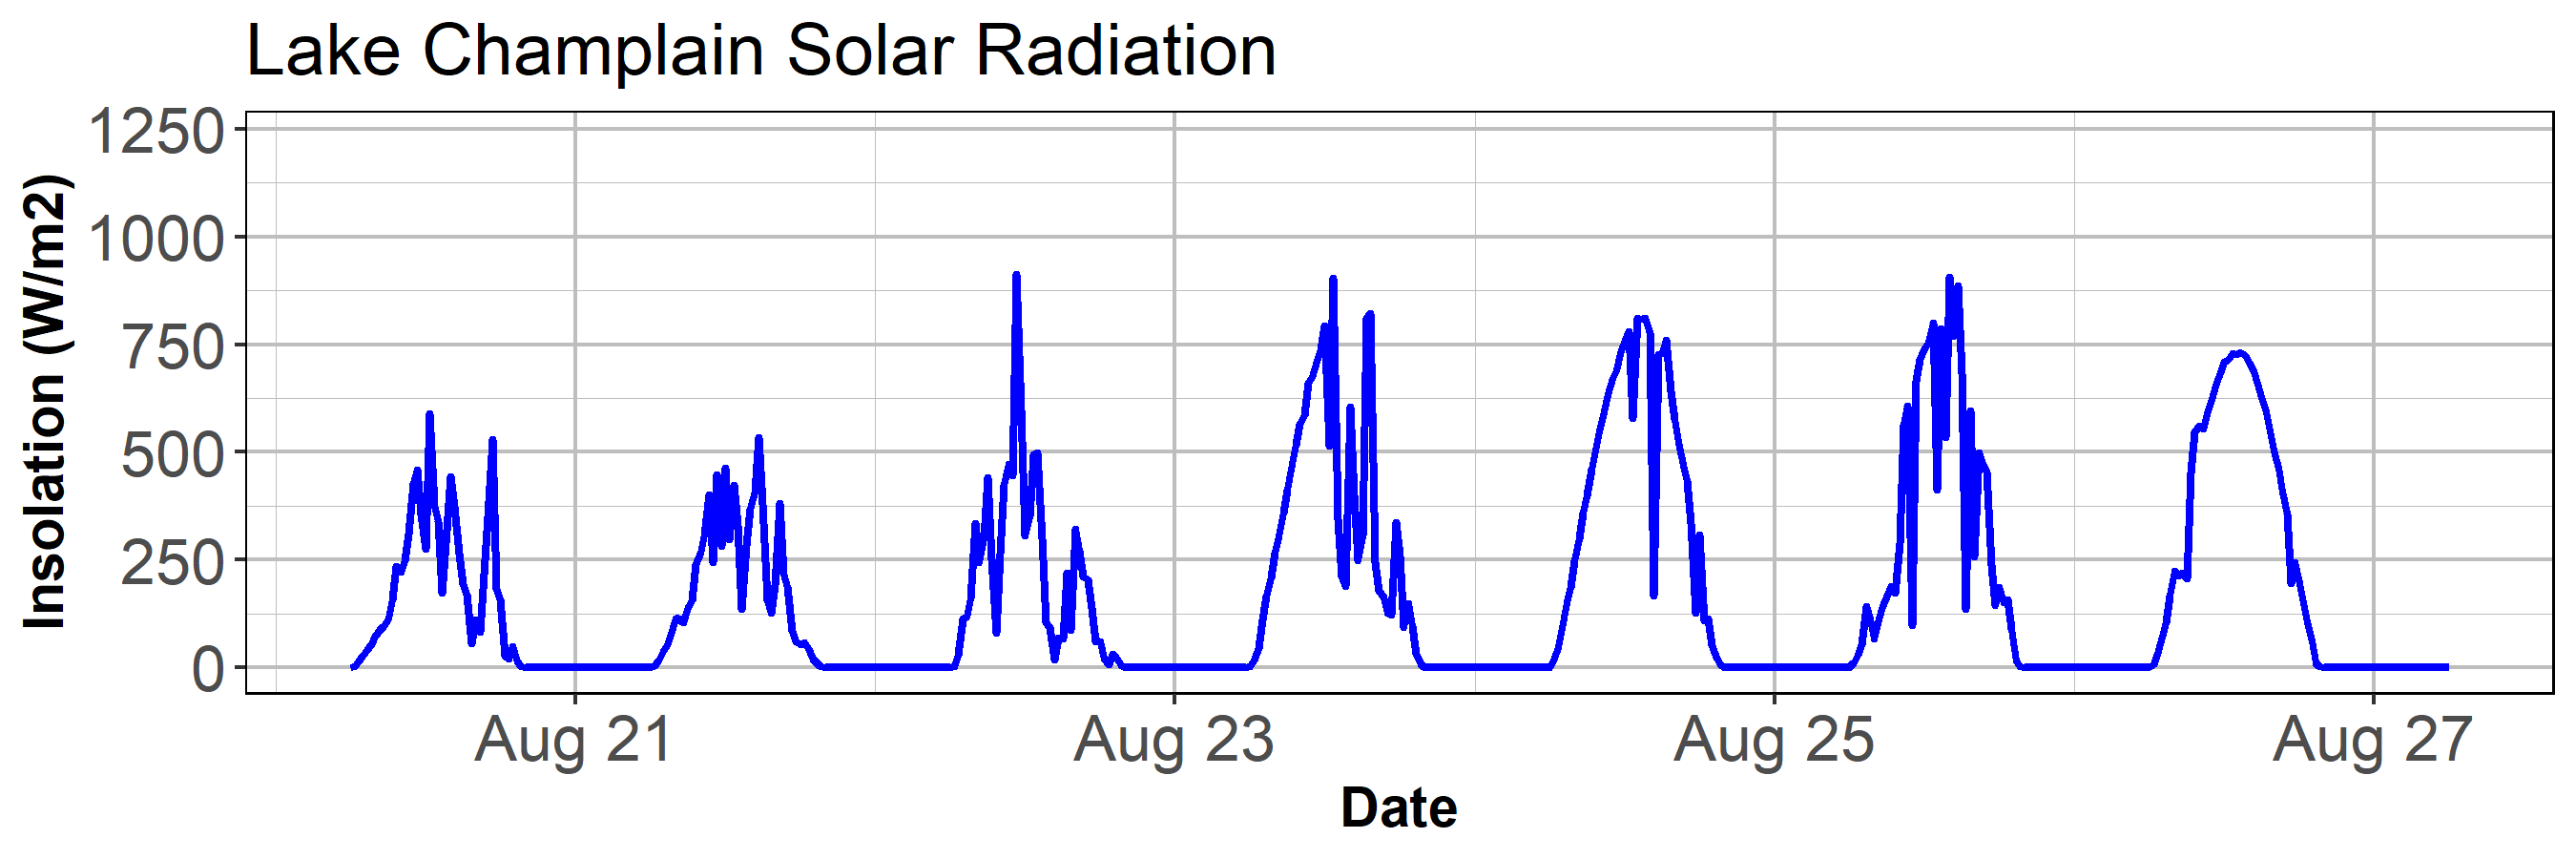 Lake Champlain Solar Radiation
Insolation (W/m2)
1250
1000
750
500
250
0
Aug 21 Aug 23 Aug 25 Aug 27
Date